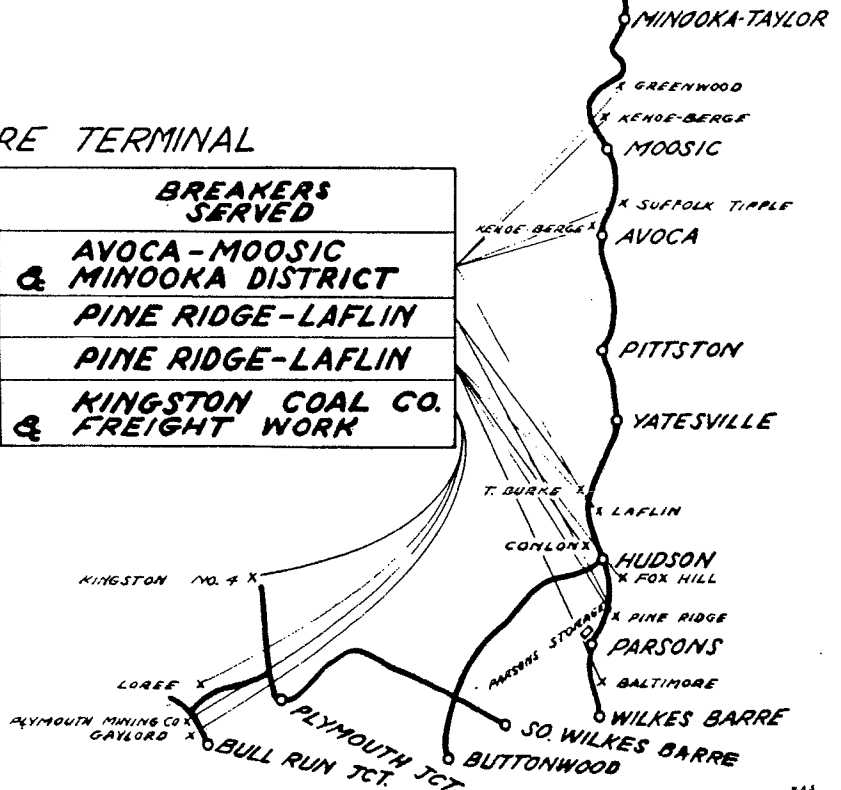 MINOOKA-TAYLOR
GREENWOOD
KEHOE-BERGE
MOOSIC
RE TERMINAL
BREAKERS
SERVED
AVOCA-MOOSIC
& MINOOKA DISTRICT
PINE RIDGE-LAFLIN
PINE RIDGE-LAFLIN
KINGSTON COAL CO.
& FREIGHT WORK
SUFFOLK TIPPLE
KEHOE-BERGE
AVOCA
PITTSTON
YATESVILLE
T. BURKE
LAFLIN
CONLON
HUDSON
FOX HILL
KINGSTON NO. 4
PINE RIDGE
PARSONS STORAGE
PARSONS
BALTIMORE
LOREE
PLYMOUTH MINING CO
GAYLORD
BULL RUN JCT.
PLYMOUTH JCT
SO. WILKES BARRE
WILKES BARRE
BUTTONWOOD